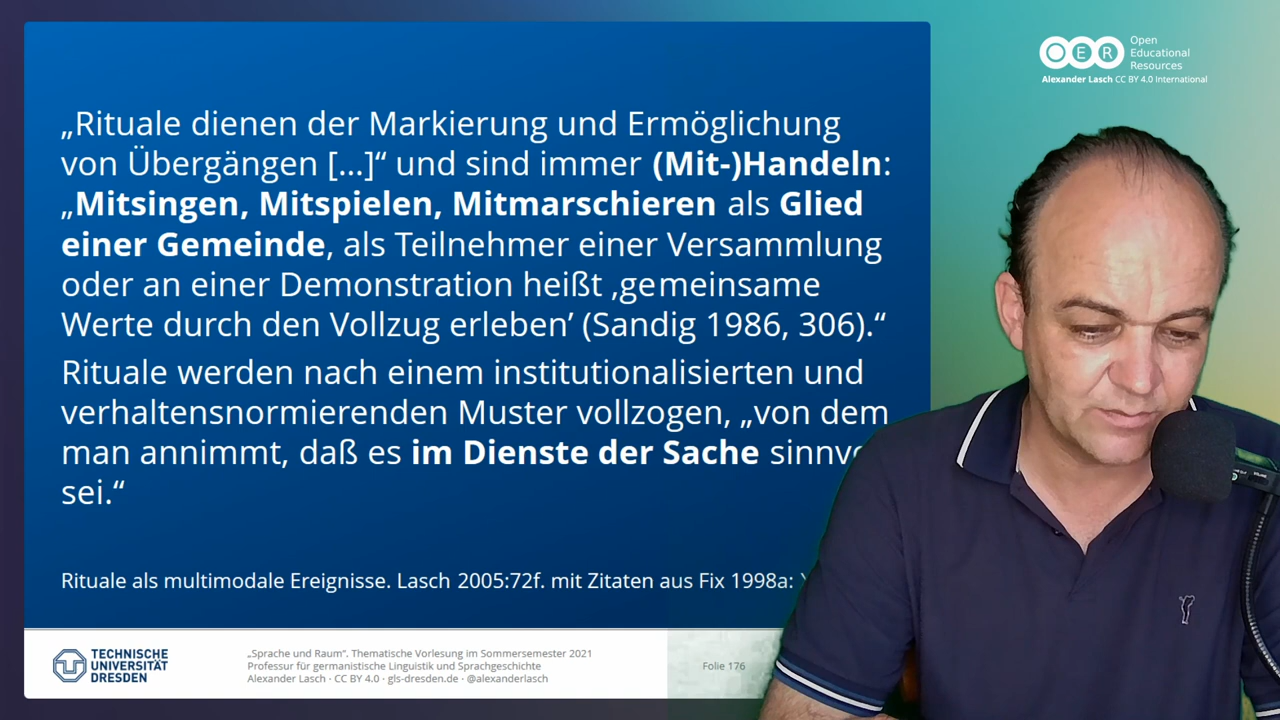 „Rituale dienen der Markierung und Ermöglichung
von Übergängen [...]“ und sind immer (Mit-)Handeln:
„Mitsingen, Mitspielen, Mitmarschieren als Glied
einer Gemeinde, als Teilnehmer einer Versammlung
oder an einer Demonstration heißt ‚gemeinsame
Werte durch den Vollzug erleben’ (Sandig 1986, 306).“
Rituale werden nach einem institutionalisierten und
verhaltensnormierenden Muster vollzogen, „von dem
man annimmt, daß es im Dienste der Sache
sei.“
Rituale als multimodale Ereignisse. Lasch 2005:72f. mit Zitaten aus Fix 1998a:
TECHNISCHE
UNIVERSITÄT
DRESDEN
„Sprache und Raum“. Thematische Vorlesung im Sommersemester 2021
Professur für germanistische Linguistik und Sprachgeschichte
Alexander Lasch · CC BY 4.0 · gls-dresden.de · @alexanderlasch
Folie 176
OER
Open
Educational
Resources
Alexander Lasch CC BY 4.0 International